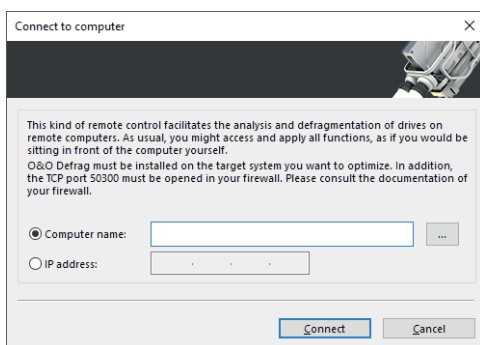 Connect to computer
This kind of remote control facilitates the analysis and defragmentation of drives on
remote computers. As usual, you might access and apply all functions, as if you would be
sitting in front of the computer yourself.
O&O Defrag must be installed on the target system you want to optimize. In addition,
the TCP port 50300 must be opened in your firewall. Please consult the documentation of
your firewall.
Computer name:
...
IP address:
. . .
Connect Cancel